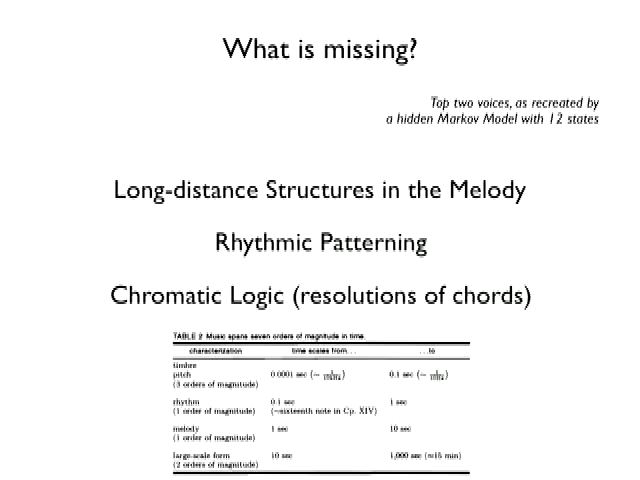 What is missing?
Top two voices, as recreated by
a hidden Markov Model with 12 states
Long-distance Structures in the Melody
Rhythmic Patterning
Chromatic Logic (resolutions of chords)
TABLE 2 Music spans seven orders of magnitude in time.
characterization time scales from... ...to
timbre
pitch 0.0001 sec (~ 0.1 sec (~
(3 orders of magnitude)
rhythm 0.1 sec 1 sec
(1 order of magnitude) (~sixteenth note in Cp. XIV)
melody 1 sec 10 sec
(1 order of magnitude)
large-scale form 10 sec 1,000 sec (≈15 min)
(2 orders of magnitude)